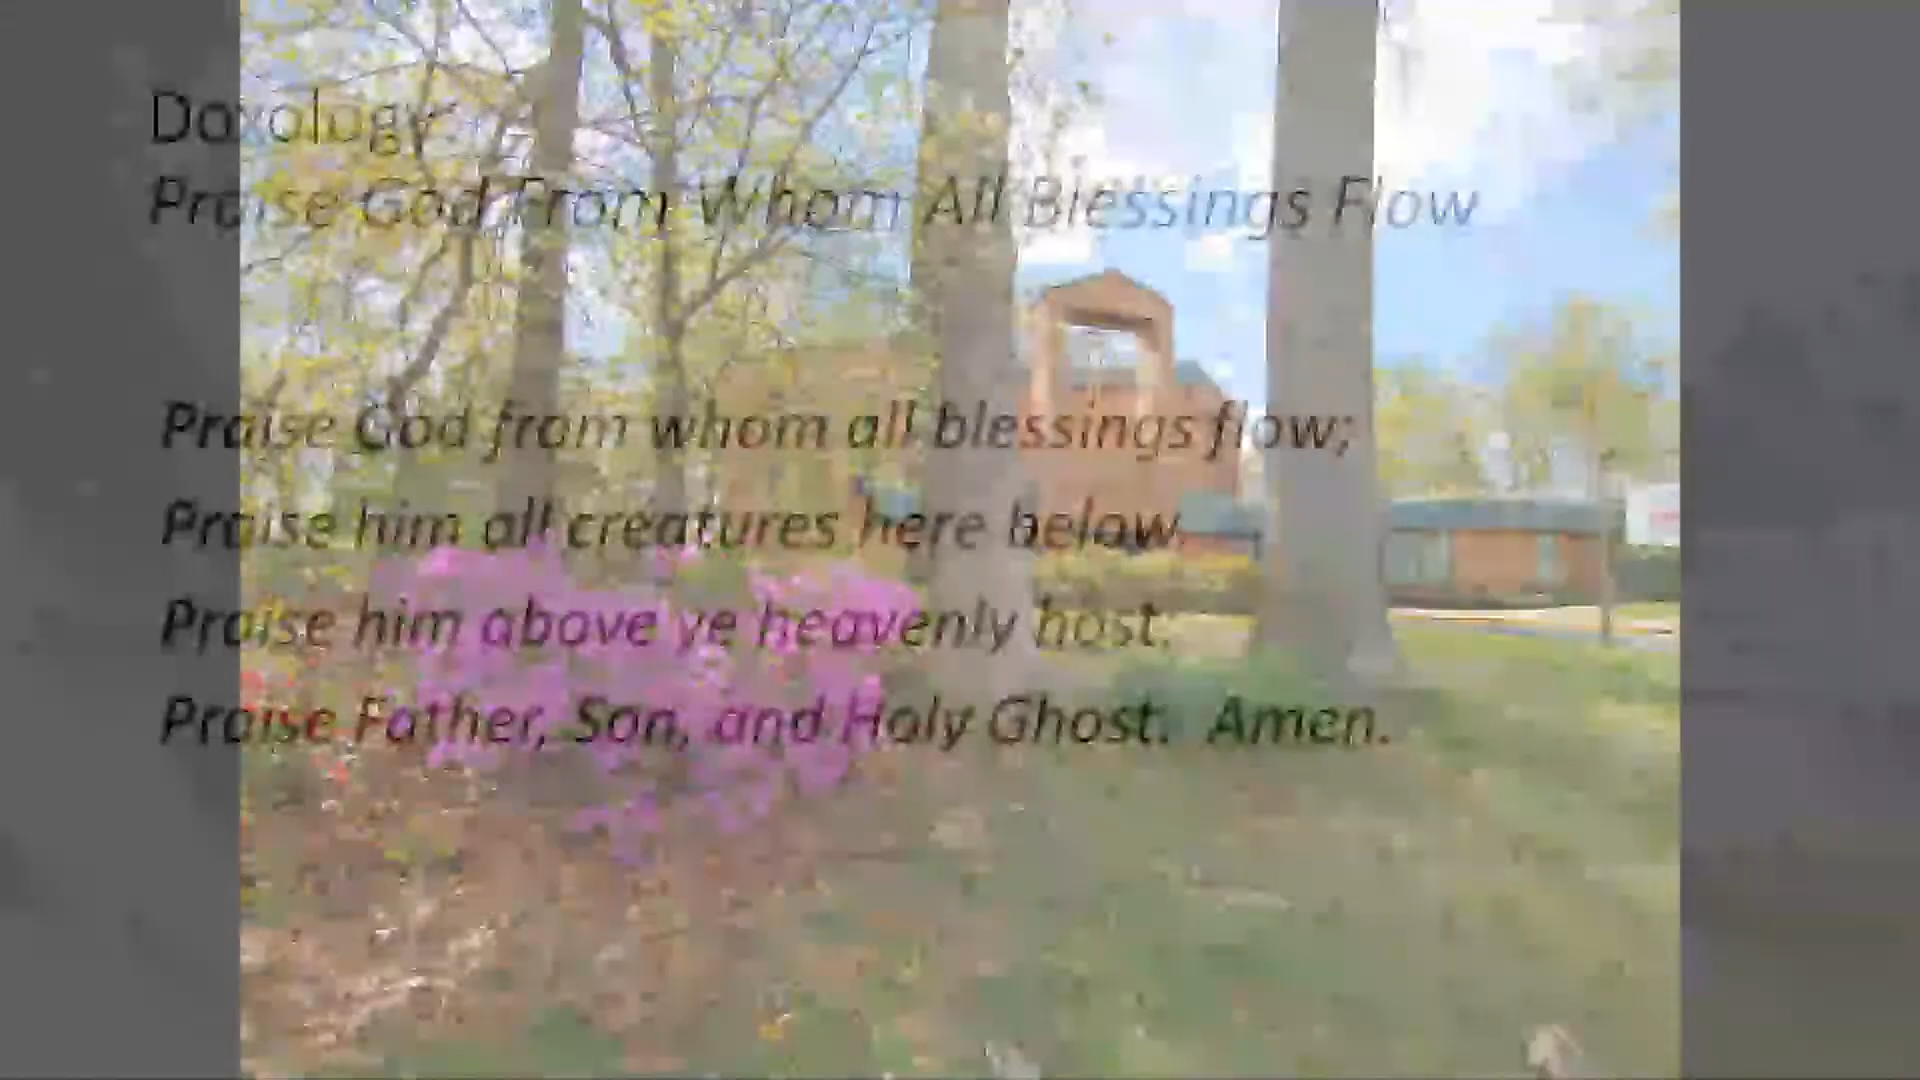 Doxology
Praise God From Whom All Blessings Flow
Praise God from whom all blessings flow;
Praise him all creatures here below.
Praise him above ye heavenly host:
Praise Father, Son, and Holy Ghost. Amen.